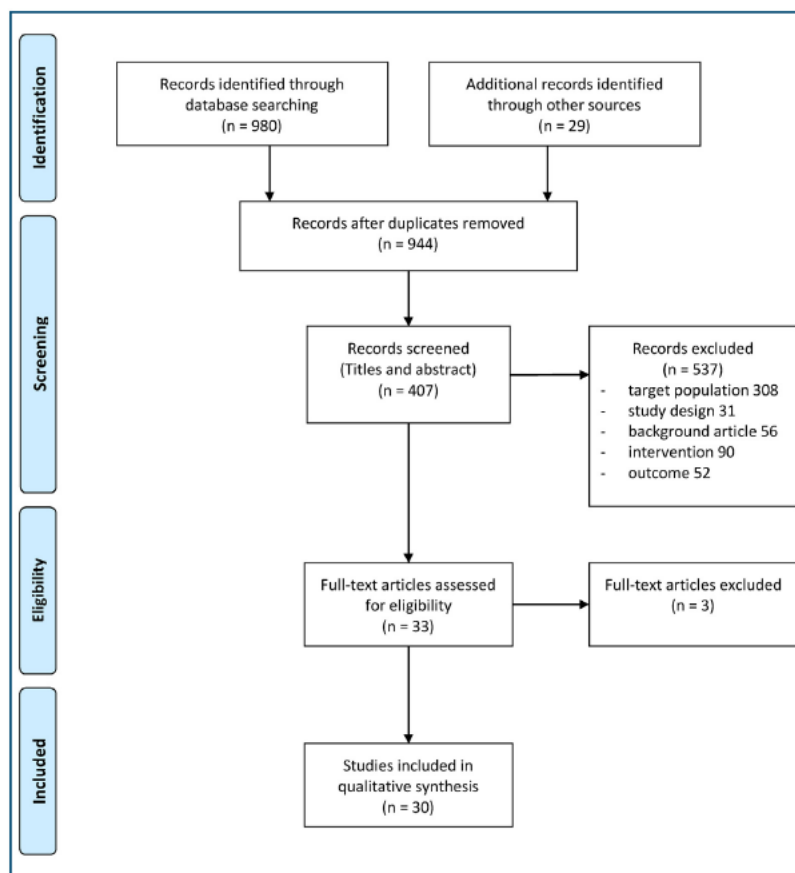 Identification
Records identified through
database searching
(n = 980)
Additional records identified
through other sources
(n = 29)
Screening
Records after duplicates removed
(n = 944)
Records screened
(Titles and abstract)
n = 407)
Records excluded
(n = 537)
- target population 308
- study design 31
- background article 56
- intervention 90
- outcome 52
Eligibility
Full-text articles assessed
for eligibility
(n = 33)
Full-text articles excluded
(n = 3)
Included
Studies included in
qualitative synthesis
(n = 30)